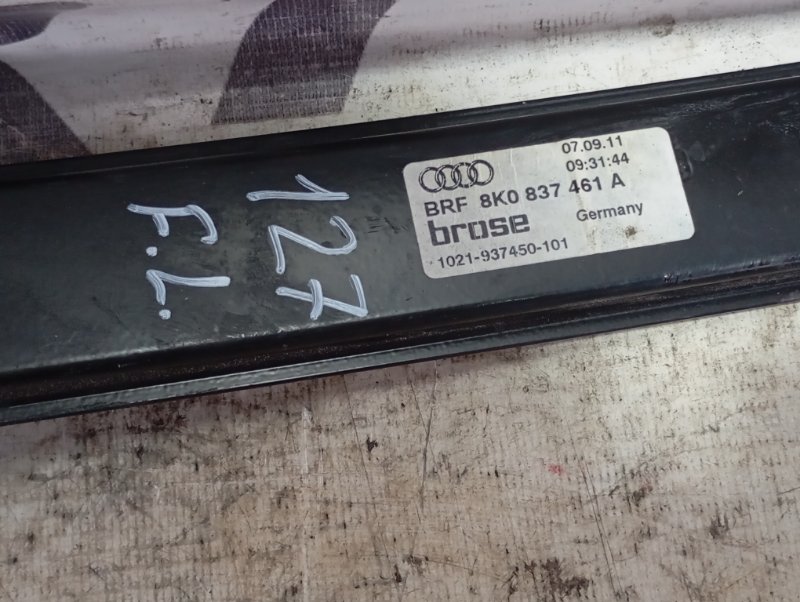 127
F.L.
07.09.11
09:31:44
BRF 8K0 837 461 A
brose Germany
1021-937450-101